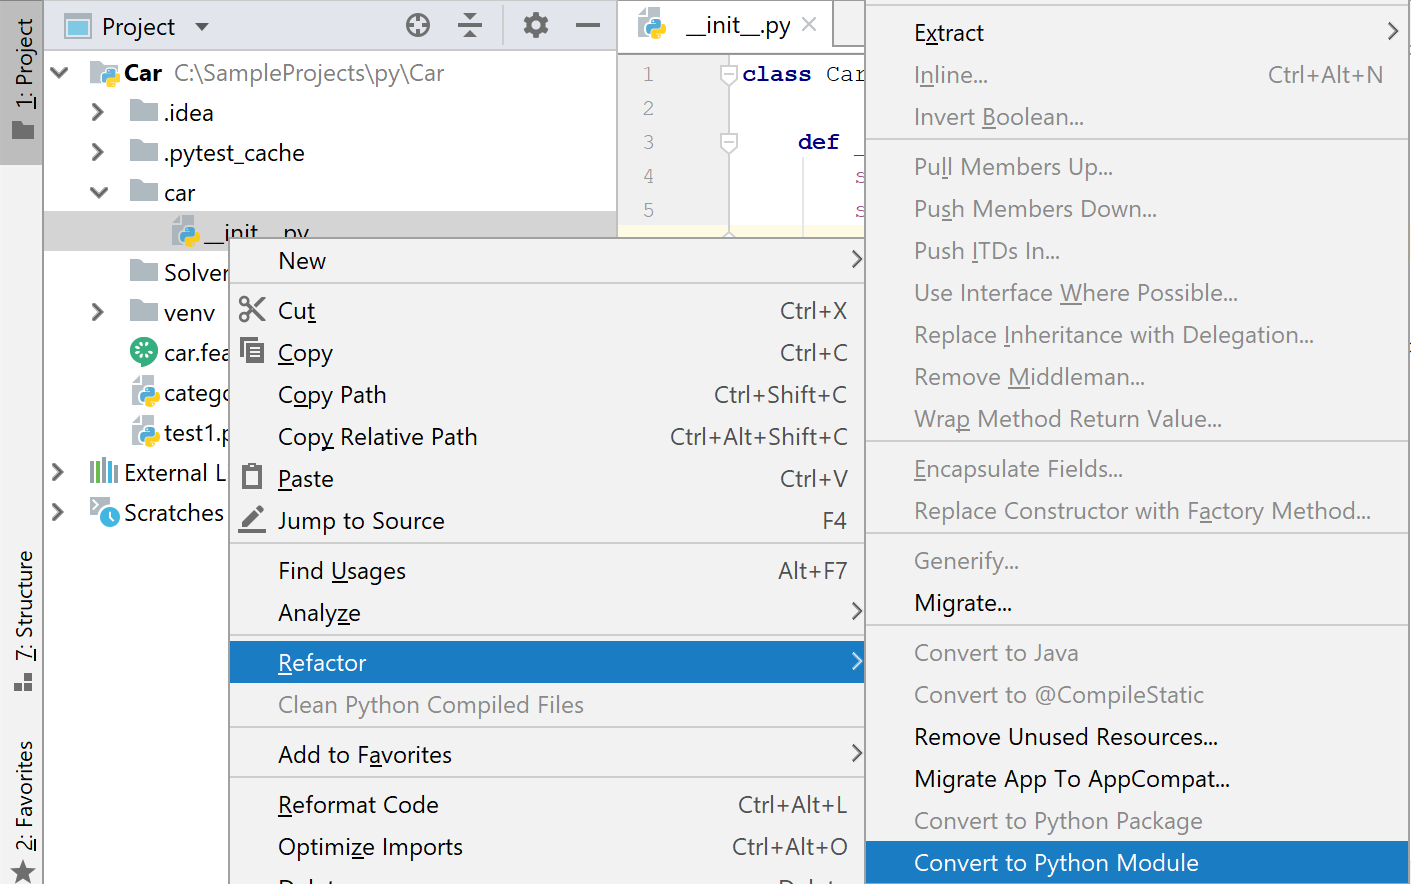 1: Project
7: Structure
2: Favorites
Project
Car C:\SampleProjects\py\Car
.idea
.pytest_cache
car
__init__.py
Solver
venv
car.fea
catego
test1.p
External L
Scratches
__init__.py
1 class Car
2
3 def _
4 s
5 s
New
Cut Ctrl+X
Copy Ctrl+C
Copy Path Ctrl+Shift+C
Copy Relative Path Ctrl+Alt+Shift+C
Paste Ctrl+V
Jump to Source F4
Find Usages Alt+F7
Analyze
Refactor
Clean Python Compiled Files
Add to Favorites
Reformat Code Ctrl+Alt+L
Optimize Imports Ctrl+Alt+O
Extract
Inline... Ctrl+Alt+N
Invert Boolean...
Pull Members Up...
Push Members Down...
Push ITDs In...
Use Interface Where Possible...
Replace Inheritance with Delegation...
Remove Middleman...
Wrap Method Return Value...
Encapsulate Fields...
Replace Constructor with Factory Method...
Generify...
Migrate...
Convert to Java
Convert to @CompileStatic
Remove Unused Resources...
Migrate App To AppCompat...
Convert to Python Package
Convert to Python Module